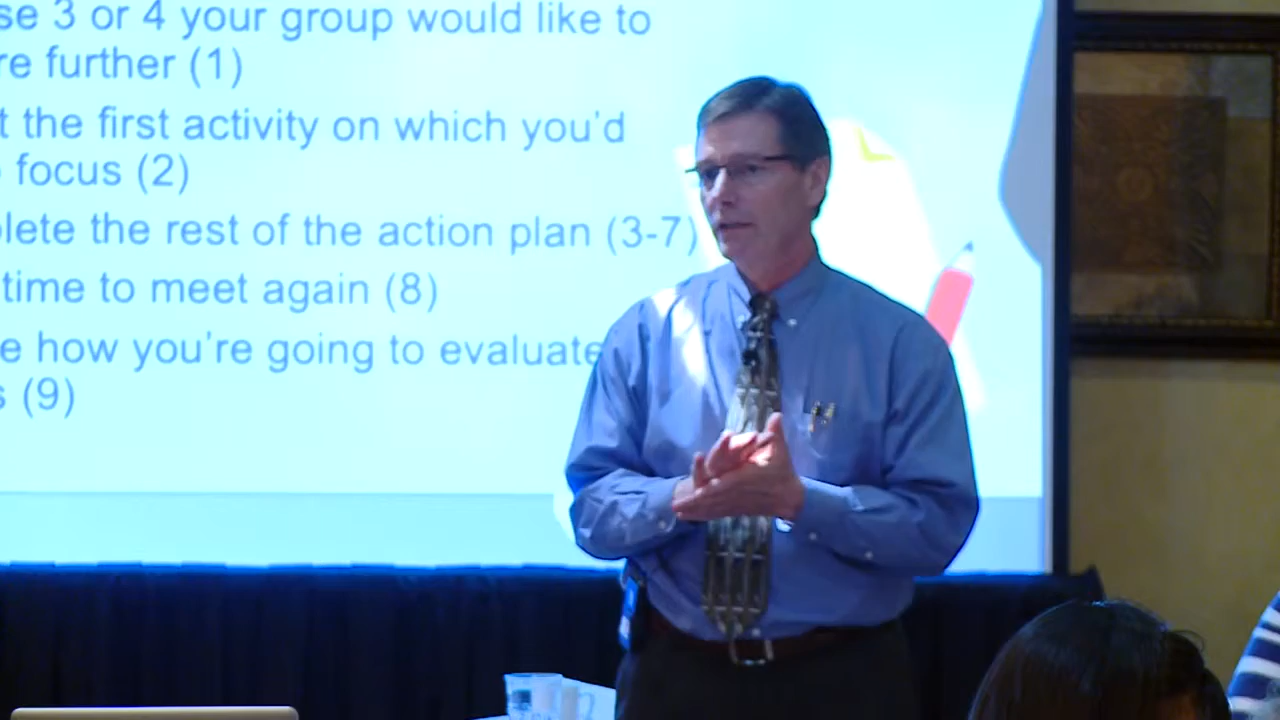 se 3 or 4 your group would like to
re further (1)
t the first activity on which you'd
focus (2)
lete the rest of the action plan (3-7)
time to meet again (8)
e how you're going to evaluate
s (9)